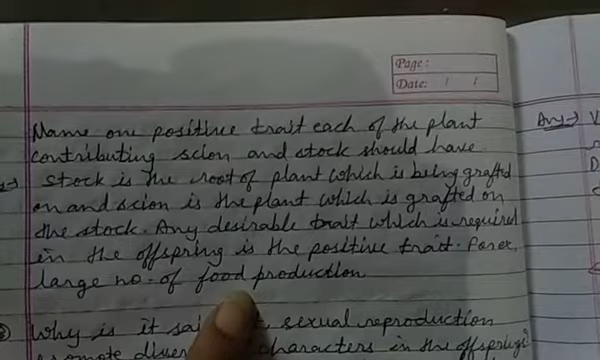 Page :
Date: / /
Name one positive trait each of the plant
contributing scion and stock should have
Stock is the root of plant which is being grafted
on and scion is the plant which is grafted on
the stock. Any desirable trait which is required
in the offspring is the positive trait. For ex,
large no. of food production
Ans→
Why is it sexual reproduction
diver characters in the offspring?